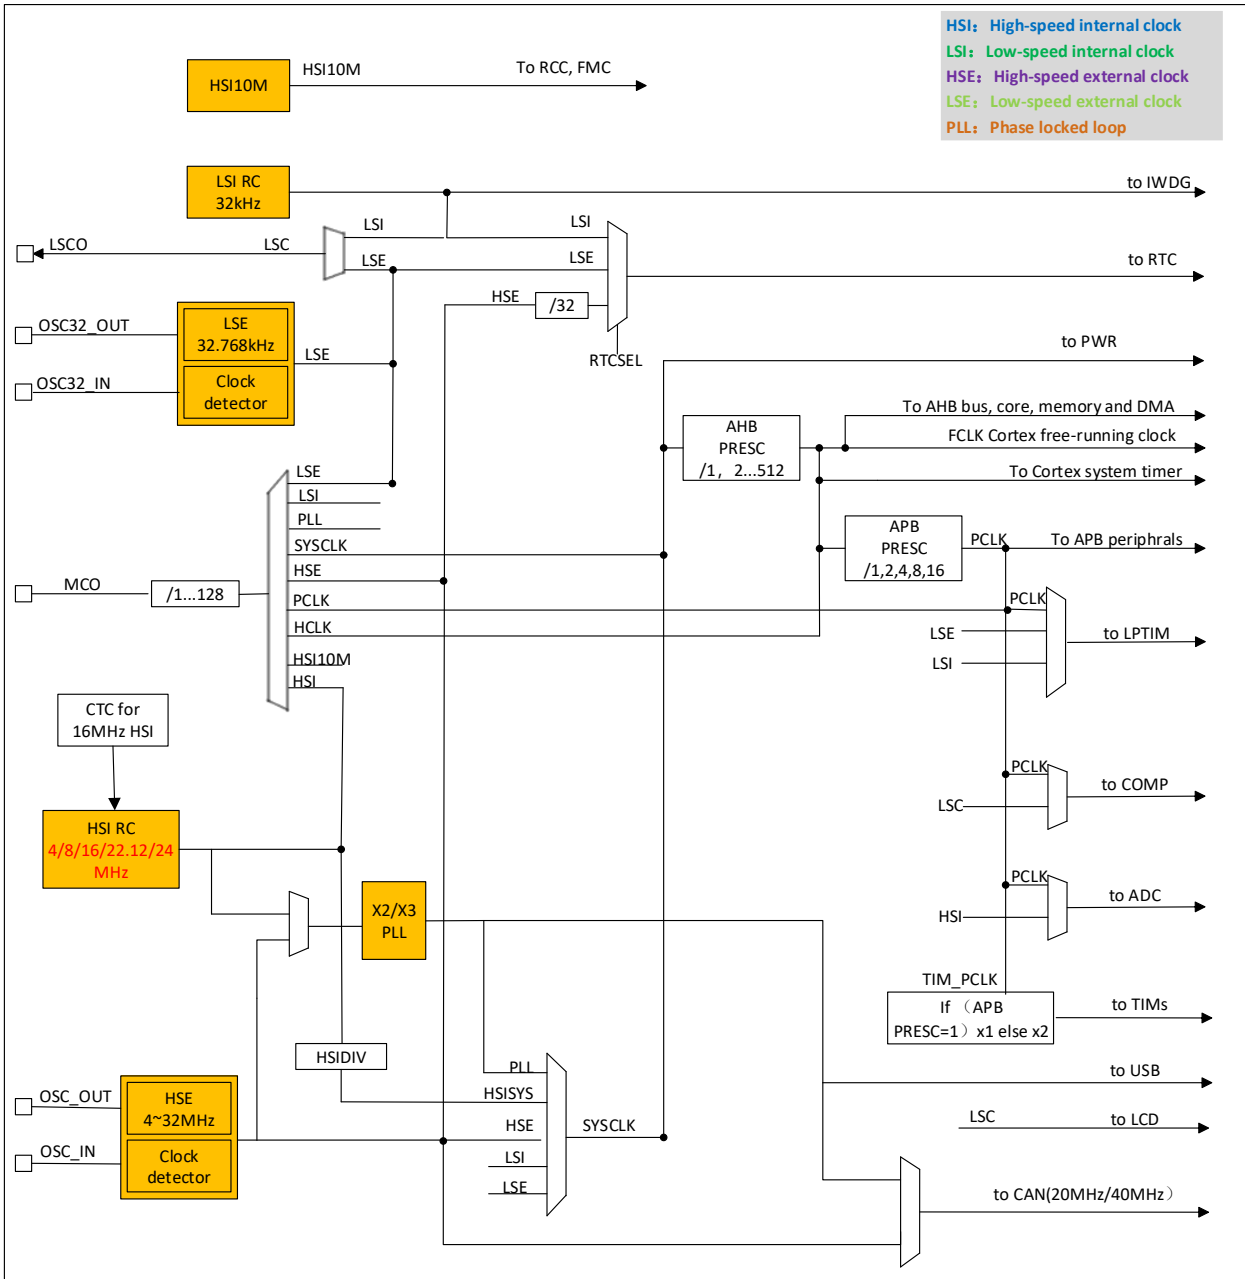 HSI: High-speed internal clock
LSI: Low-speed internal clock
HSE: High-speed external clock
LSE: Low-speed external clock
PLL: Phase locked loop
HSI10M
HSI10M
To RCC, FMC
LSI RC
32kHz
to IWDG
LSCO
LSC
LSI
LSE
LSI
LSE
HSE
/32
RTCSEL
to RTC
OSC32_OUT
OSC32_IN
LSE
32.768kHz
Clock
detector
LSE
to PWR
AHB
PRESC
/1, 2...512
To AHB bus, core, memory and DMA
FCLK Cortex free-running clock
To Cortex system timer
APB
PRESC
/1,2,4,8,16
PCLK
To APB periphrals
LSE
LSI
PLL
SYSCLK
HSE
PCLK
HCLK
HSI10M
HSI
MCO
/1...128
PCLK
LSE
LSI
to LPTIM
CTC for
16MHz HSI
HSI RC
4/8/16/22.12/24
MHz
PCLK
LSC
to COMP
X2/X3
PLL
PCLK
HSI
to ADC
TIM_PCLK
If （APB
PRESC=1）x1 else x2
to TIMs
HSIDIV
PLL
HSISYS
HSE
LSI
LSE
SYSCLK
to USB
LSC
to LCD
OSC_OUT
OSC_IN
HSE
4~32MHz
Clock
detector
to CAN(20MHz/40MHz）